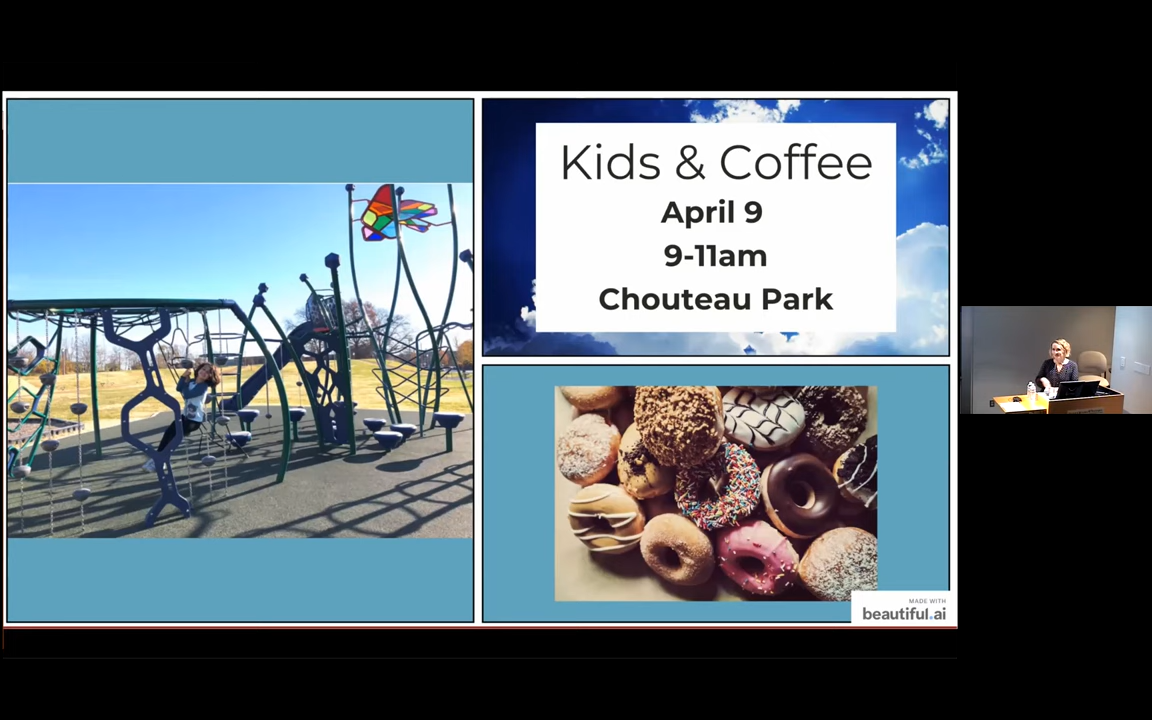 Kids & Coffee
April 9
9-11am
Chouteau Park
MADE WITH
beautiful.ai